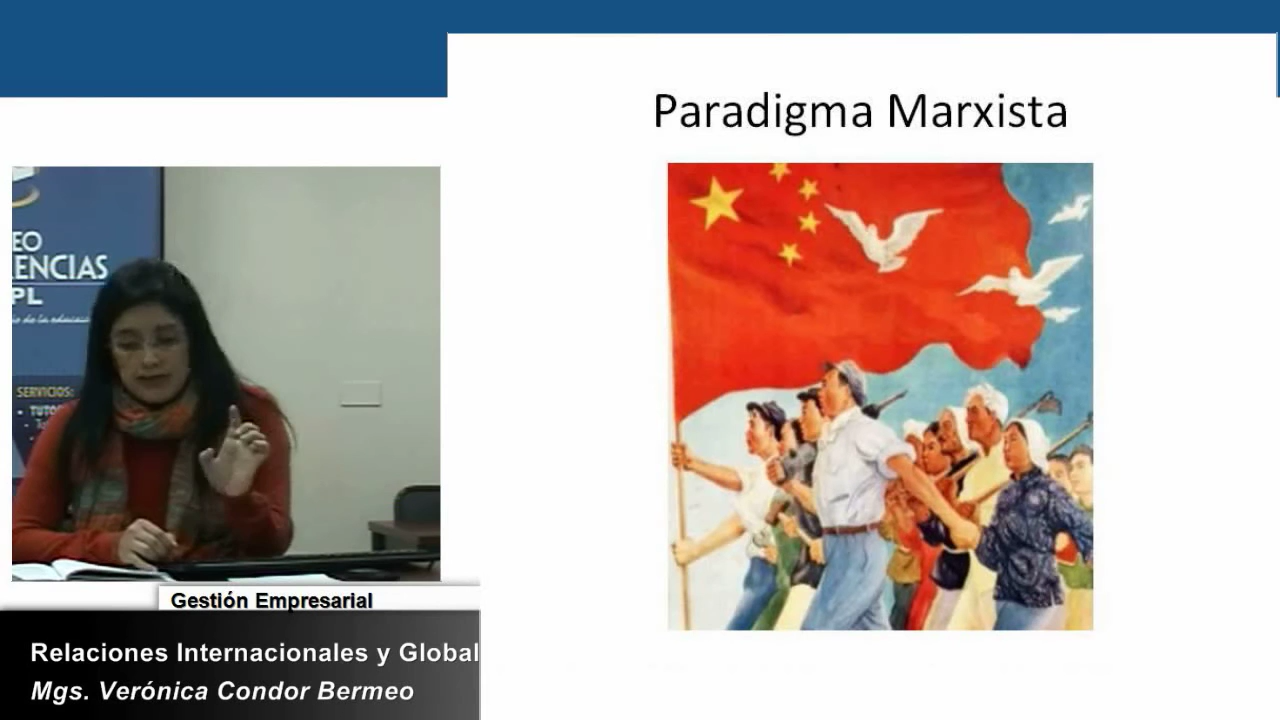 Paradigma Marxista
EO
ENCIAS
PL
SERVICIOS:
Gestión Empresarial
Relaciones Internacionales y Global
Mgs. Verónica Condor Bermeo